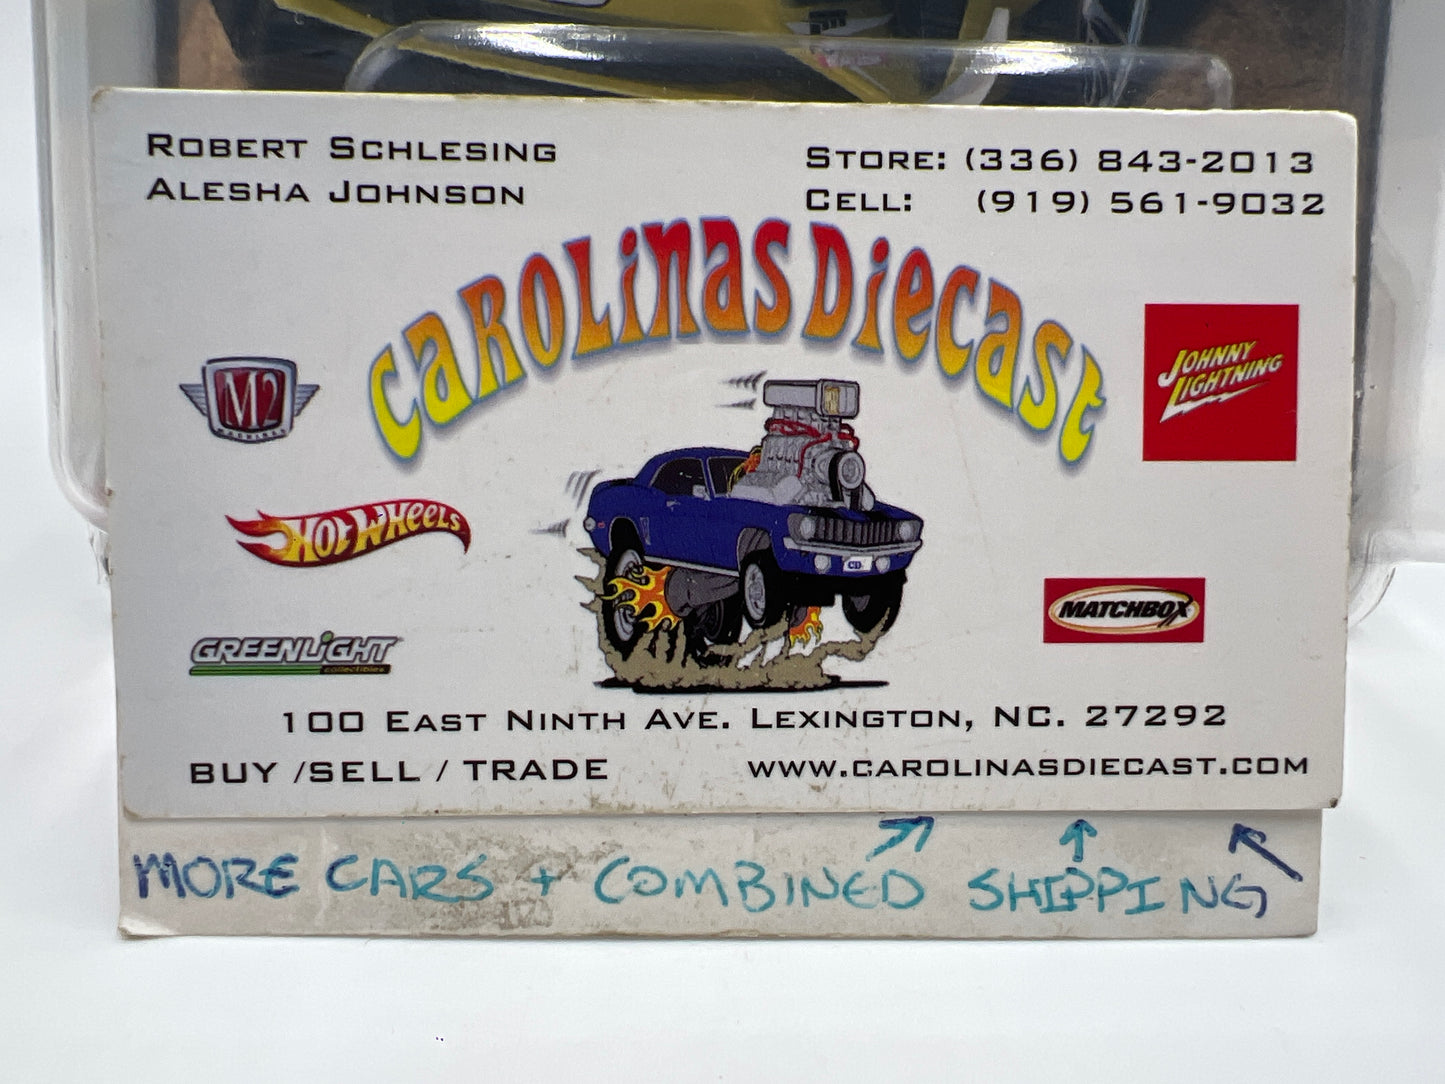 ROBERT SCHLESING
ALESHA JOHNSON
STORE: (336) 843-2013
CELL: (919) 561-9032
CAROLINAS DIECAST
M2
MACHINES
JOHNNY
LIGHTNING
HOT WHEELS
MATCHBOX
GREENLIGHT
collectibles
100 EAST NINTH AVE. LEXINGTON, NC. 27292
BUY /SELL / TRADE
WWW.CAROLINASDIECAST.COM
MORE CARS + COMBINED SHIPPING